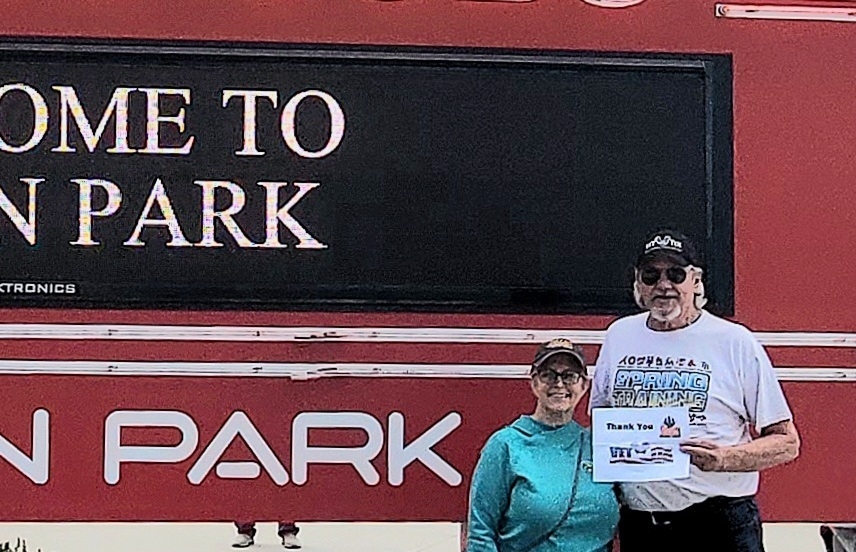 OME TO
N PARK
KTRONICS
N PARK
SPRING
TRAINING
Thank You